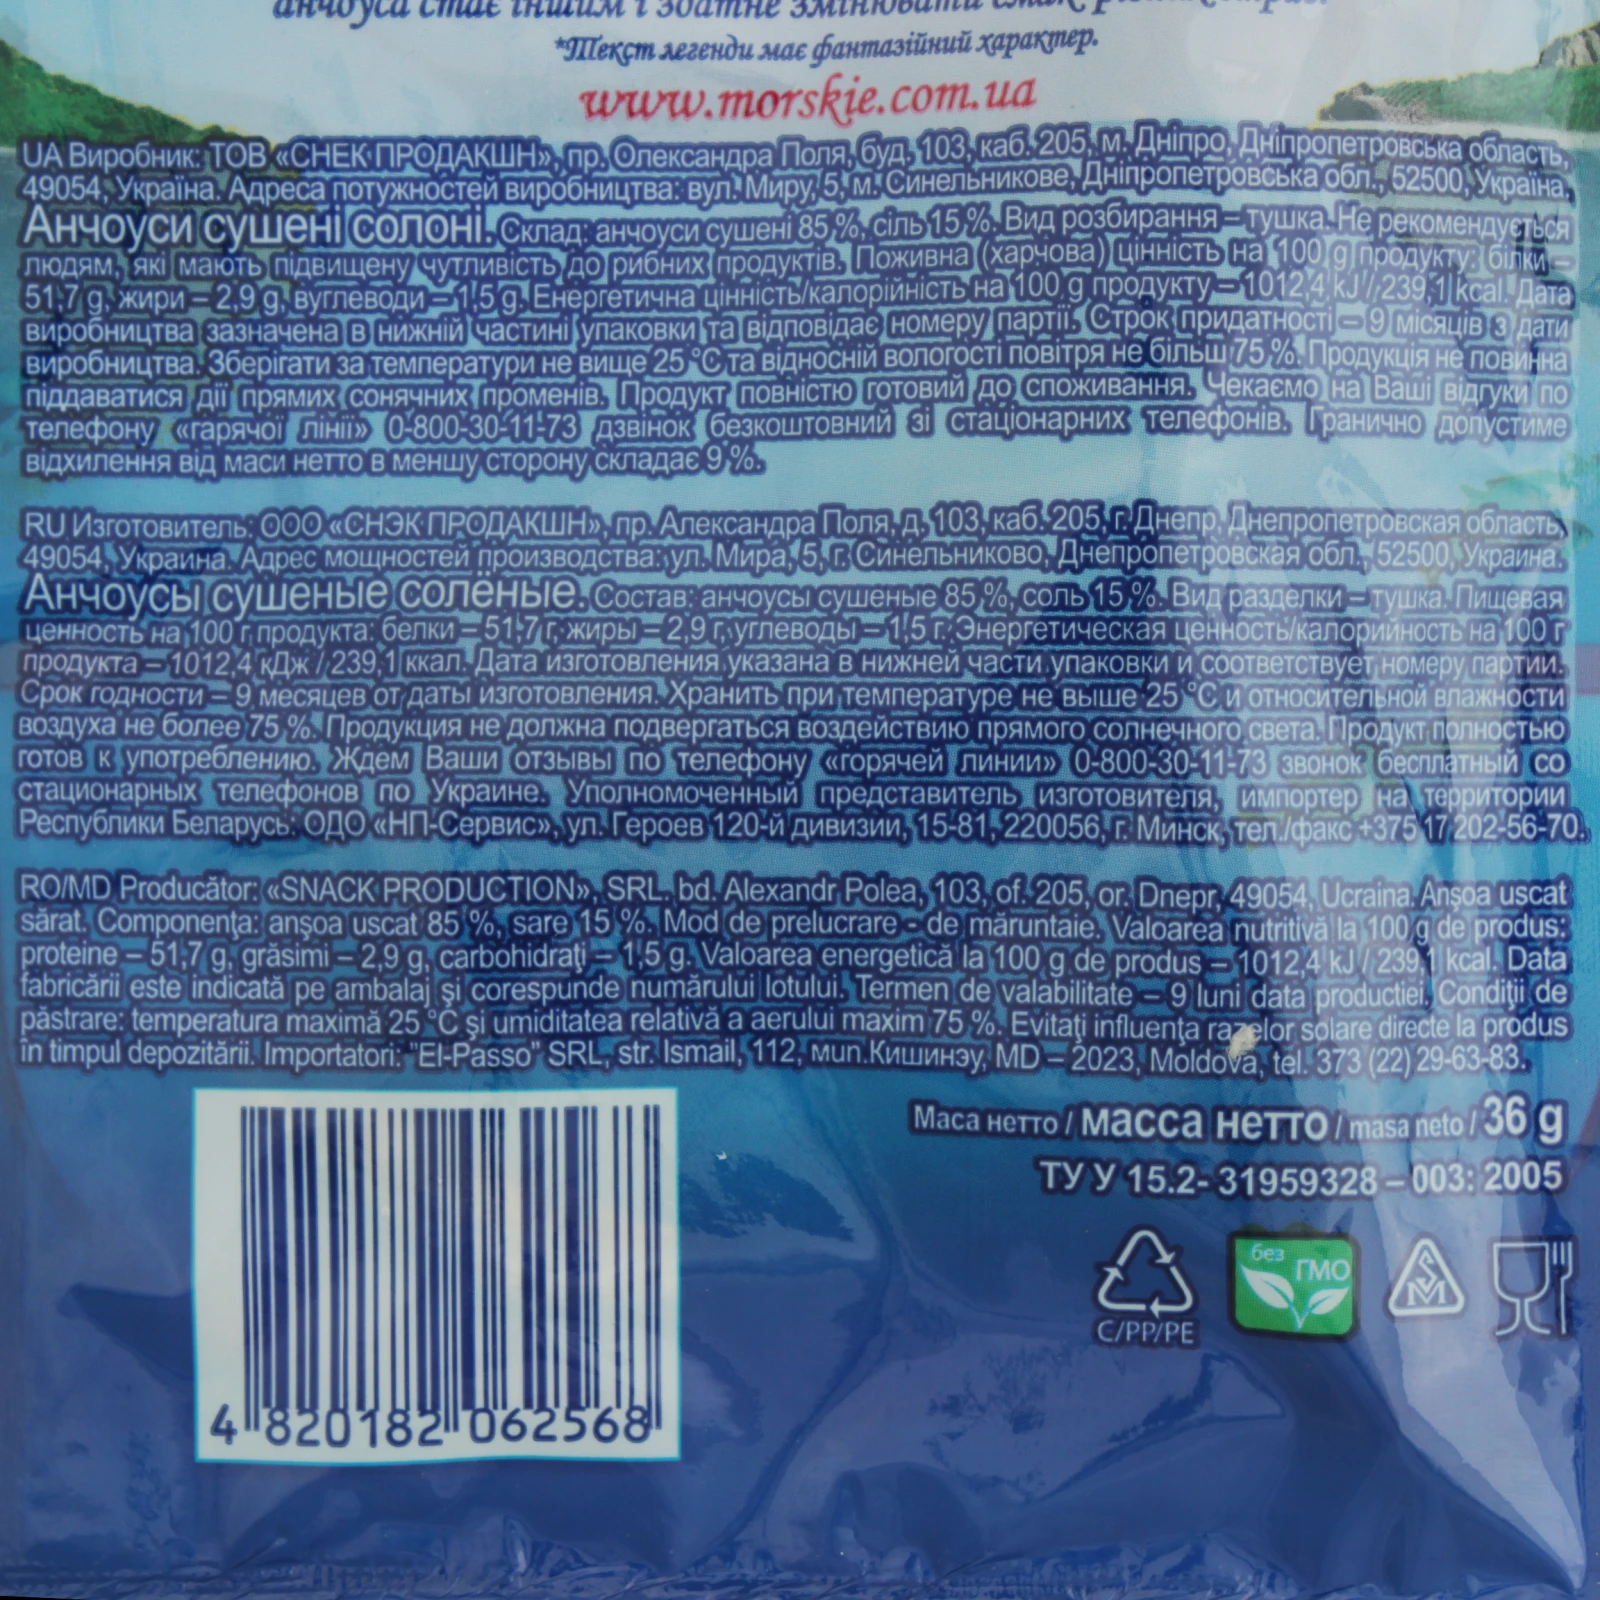 анчоуса стає іншим і здатне змінювати смак
*Текст легенди має фантазійний характер.
www.morskie.com.ua
UA Виробник: ТОВ «СНЕК ПРОДАКШН», пр. Олександра Поля, буд. 103, каб. 205, м. Дніпро, Дніпропетровська область,
49054, Україна. Адреса потужностей виробництва: вул. Миру, 5, м. Синельникове, Дніпропетровська обл., 52500, Україна.
Анчоуси сушені солоні. Склад: анчоуси сушені 85 %, сіль 15 %. Вид розбирання – тушка. Не рекомендується
людям, які мають підвищену чутливість до рибних продуктів. Поживна (харчова) цінність на 100 g продукту: білки –
51,7 g, жири – 2,9 g, вуглеводи – 1,5 g. Енергетична цінність/калорійність на 100 g продукту – 1012,4 kJ / 239,1 kcal. Дата
виробництва зазначена в нижній частині упаковки та відповідає номеру партії. Строк придатності – 9 місяців з дати
виробництва. Зберігати за температури не вище 25 °C та відносній вологості повітря не більш 75 %. Продукція не повинна
піддаватися дії прямих сонячних променів. Продукт повністю готовий до споживання. Чекаємо на Ваші відгуки по
телефону «гарячої лінії» 0-800-30-11-73 дзвінок безкоштовний зі стаціонарних телефонів. Гранично допустиме
відхилення від маси нетто в меншу сторону складає 9 %.
RU Изготовитель: ООО «СНЭК ПРОДАКШН», пр. Александра Поля, д. 103, каб. 205, г. Днепр, Днепропетровская область,
49054, Украина. Адрес мощностей производства: ул. Мира, 5, г. Синельниково, Днепропетровская обл., 52500, Украина.
Анчоусы сушеные солёные. Состав: анчоусы сушеные 85 %, соль 15 %. Вид разделки – тушка. Пищевая
ценность на 100 г продукта: белки – 51,7 г, жиры – 2,9 г, углеводы – 1,5 г. Энергетическая ценность/калорийность на 100 г
продукта – 1012,4 кДж / 239,1 ккал. Дата изготовления указана в нижней части упаковки и соответствует номеру партии.
Срок годности – 9 месяцев от даты изготовления. Хранить при температуре не выше 25 °C и относительной влажности
воздуха не более 75 %. Продукция не должна подвергаться воздействию прямого солнечного света. Продукт полностью
готов к употреблению. Ждем Ваши отзывы по телефону «горячей линии» 0-800-30-11-73 звонок бесплатный со
стационарных телефонов по Украине. Уполномоченный представитель изготовителя, импортер на территории
Республики Беларусь: ОДО «НП-Сервис», ул. Героев 120-й дивизии, 15-81, 220056, г. Минск, тел./факс +375 17 202-56-70.
RO/MD Producător: «SNACK PRODUCTION», SRL, bd. Alexandr Polea, 103, of. 205, or. Dnepr, 49054, Ucraina. Anşoa uscat
sărat. Componenţa: anşoa uscat 85 %, sare 15 %. Mod de prelucrare - de măruntaie. Valoarea nutritivă la 100 g de produs:
proteine – 51,7 g, grăsimi – 2,9 g, carbohidraţi – 1,5 g. Valoarea energetică la 100 g de produs – 1012,4 kJ / 239,1 kcal. Data
fabricării este indicată pe ambalaj şi corespunde numărului lotului. Termen de valabilitate – 9 luni data productiei. Condiţii de
păstrare: temperatura maximă 25 °C şi umiditatea relativă a aerului maxim 75 %. Evitaţi influenţa razelor solare directe la produs
în timpul depozitării. Importatori: "El-Passo" SRL, str. Ismail, 112, мun.Кишинэу, MD – 2023, Moldova, tel. 373 (22) 29-63-83.
Маса нетто / масса нетто / masa neto / 36 g
ТУ У 15.2- 31959328 – 003: 2005
без ГМО
C/PP/PE
4 820182 062568